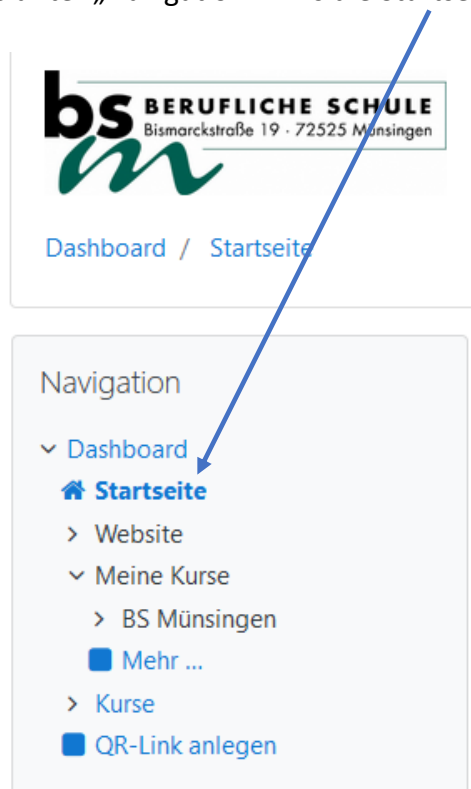 bsm BERUFLICHE SCHULE
Bismarckstraße 19 · 72525 Münsingen
Dashboard / Startseite
Navigation
Dashboard
Startseite
Website
Meine Kurse
BS Münsingen
Mehr ...
Kurse
QR-Link anlegen